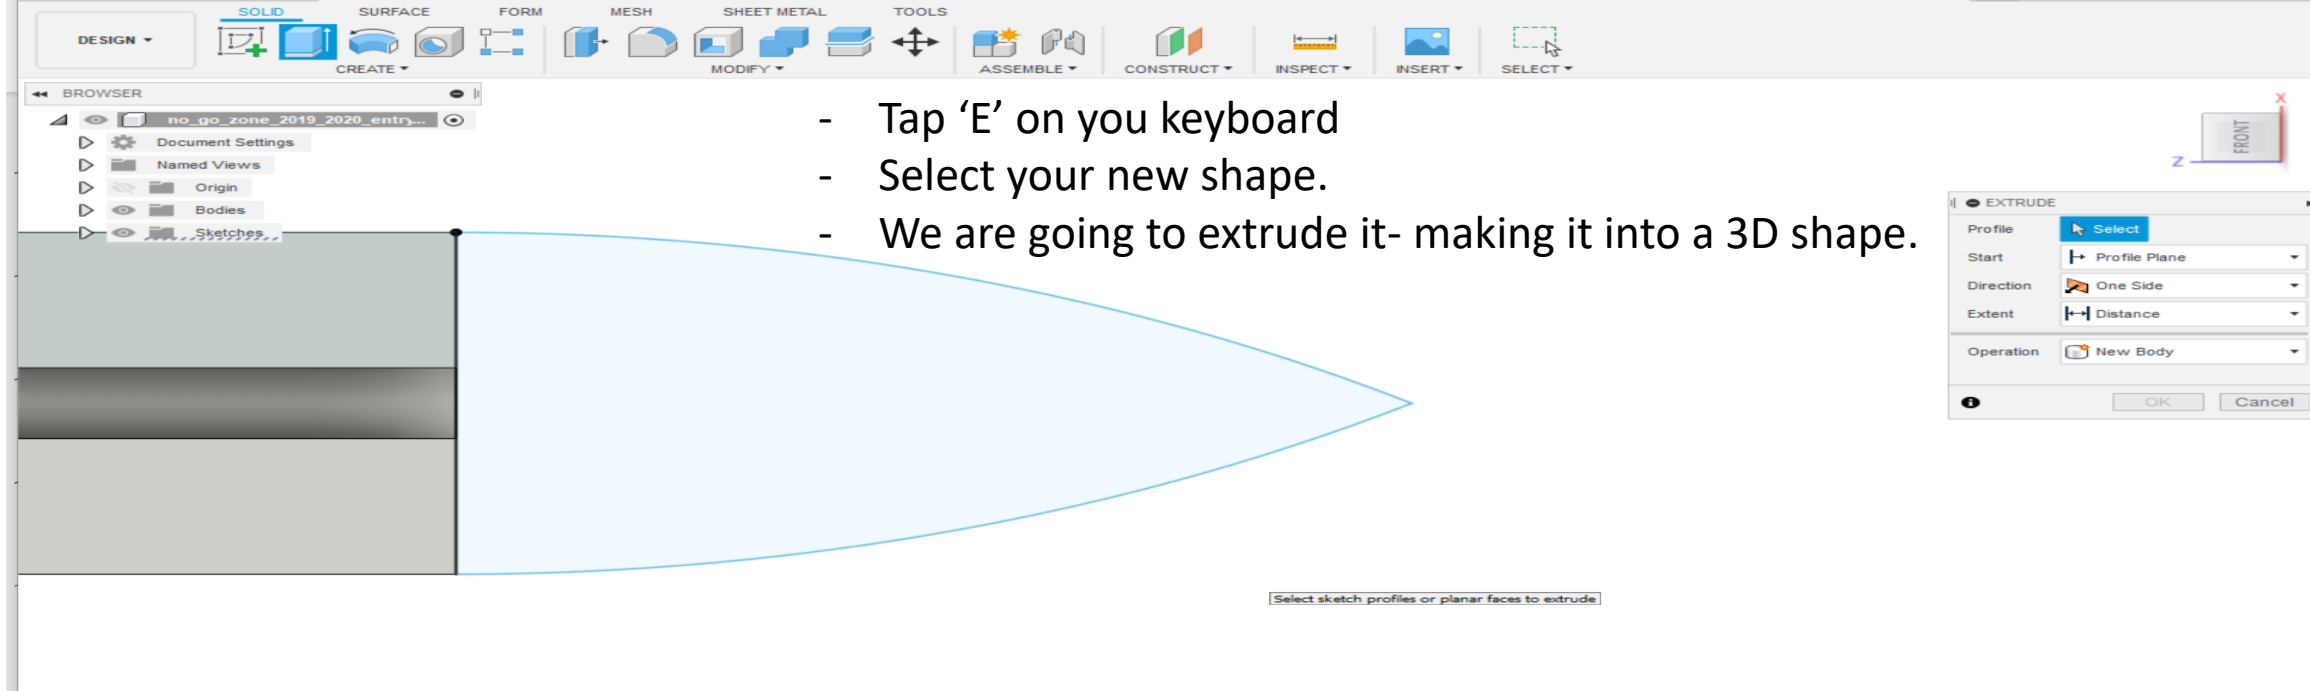 SOLID SURFACE FORM MESH SHEET METAL TOOLS
DESIGN
CREATE MODIFY ASSEMBLE CONSTRUCT INSPECT INSERT SELECT
BROWSER
no_go_zone_2019_2020_entry...
Document Settings
Named Views
Origin
Bodies
Sketches
- Tap ‘E’ on you keyboard
- Select your new shape.
- We are going to extrude it- making it into a 3D shape.
X
FRONT
Z
EXTRUDE
Profile Select
Start Profile Plane
Direction One Side
Extent Distance
Operation New Body
OK Cancel
Select sketch profiles or planar faces to extrude